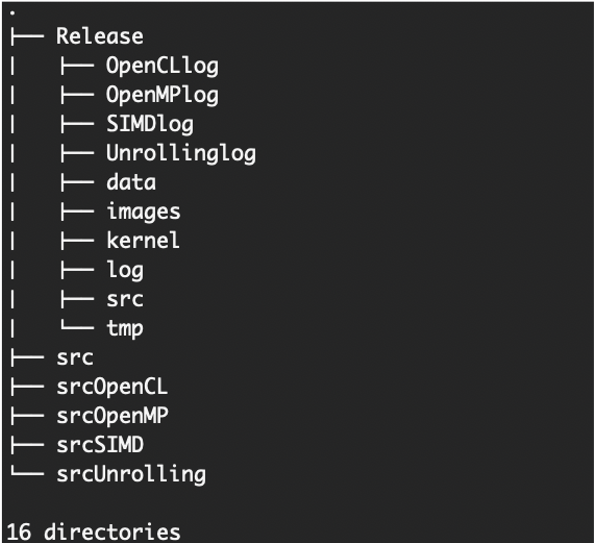 .
├── Release
│   ├── OpenCLlog
│   ├── OpenMPlog
│   ├── SIMDlog
│   ├── Unrollinglog
│   ├── data
│   ├── images
│   ├── kernel
│   ├── log
│   ├── src
│   └── tmp
├── src
├── srcOpenCL
├── srcOpenMP
├── srcSIMD
└── srcUnrolling

16 directories